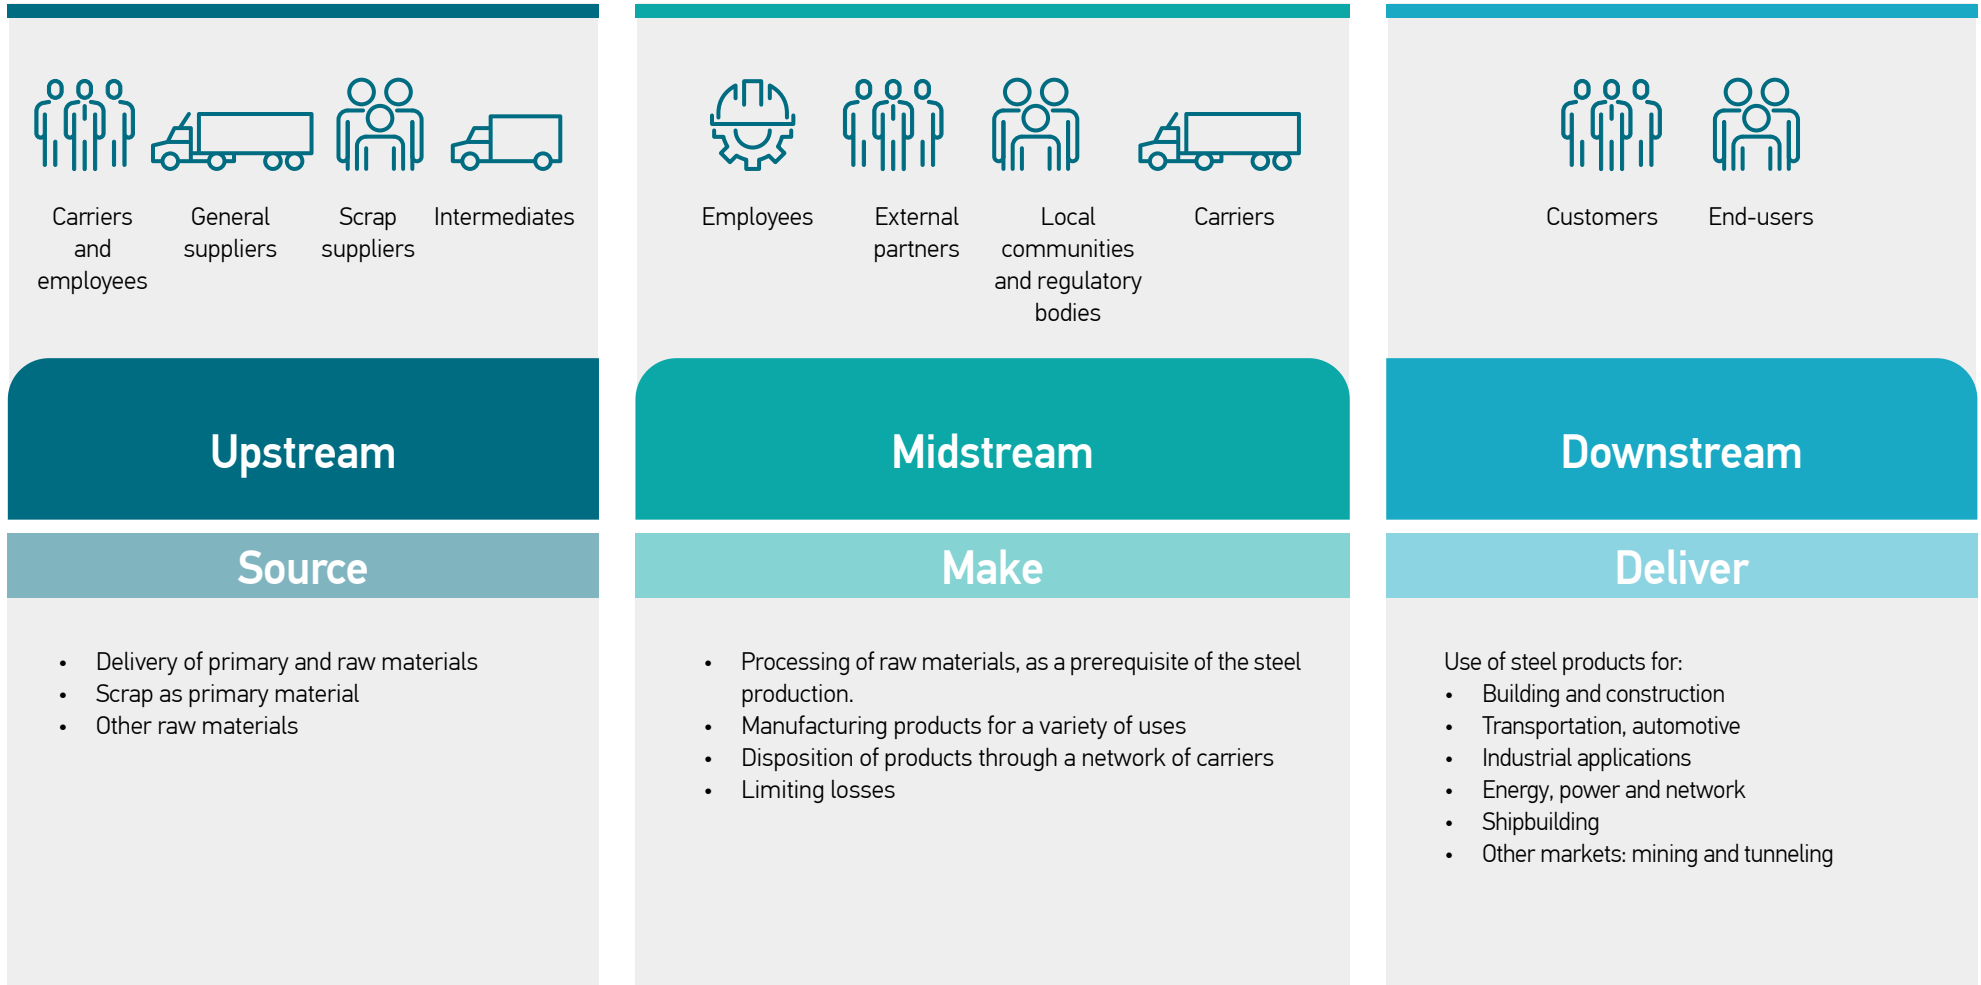 Carriers
and
employees
General
suppliers
Scrap
suppliers
Intermediates
Upstream
Source
• Delivery of primary and raw materials
• Scrap as primary material
• Other raw materials
Employees
External
partners
Local
communities
and regulatory
bodies
Carriers
Midstream
Make
• Processing of raw materials, as a prerequisite of the steel
production.
• Manufacturing products for a variety of uses
• Disposition of products through a network of carriers
• Limiting losses
Customers
End-users
Downstream
Deliver
Use of steel products for:
• Building and construction
• Transportation, automotive
• Industrial applications
• Energy, power and network
• Shipbuilding
• Other markets: mining and tunneling